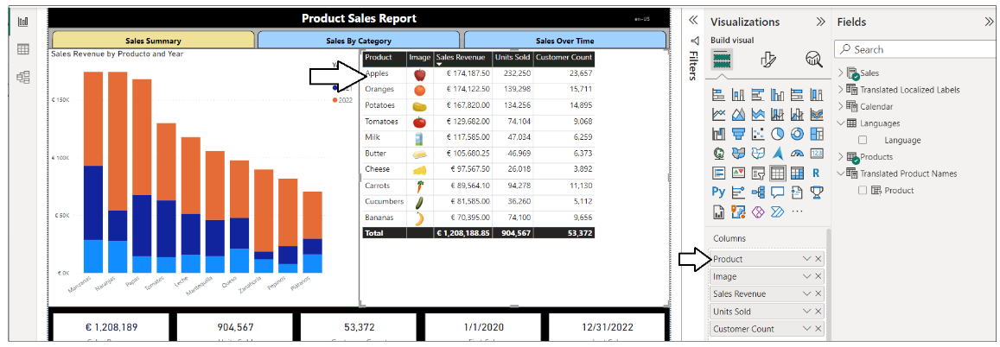 Product Sales Report
en-US
Sales Summary
Sales By Category
Sales Over Time
Sales Revenue by Producto and Year
€ 150K
€ 100K
€ 50K
€ 0K
2022
Manzanas
Naranjas
Papas
Tomates
Leche
Mantequilla
Queso
Zanahoria
Pepinos
Plátanos
Product Image Sales Revenue Units Sold Customer Count
Apples € 174,187.50 232,250 23,657
Oranges € 174,122.50 139,298 15,711
Potatoes € 167,820.00 134,256 14,895
Tomatoes € 129,682.00 74,104 9,068
Milk € 117,585.00 47,034 6,259
Butter € 105,680.25 46,969 6,373
Cheese € 97,567.50 26,018 3,892
Carrots € 89,564.10 94,278 11,130
Cucumbers € 81,585.00 36,260 5,112
Bananas € 70,395.00 74,100 9,656
Total € 1,208,188.85 904,567 53,372
€ 1,208,189
904,567
53,372
1/1/2020
12/31/2022
Filters
Visualizations
Build visual
123
R
Py
Columns
Product
Image
Sales Revenue
Units Sold
Customer Count
Fields
Search
Sales
Translated Localized Labels
Calendar
Languages
Language
Products
Translated Product Names
Product